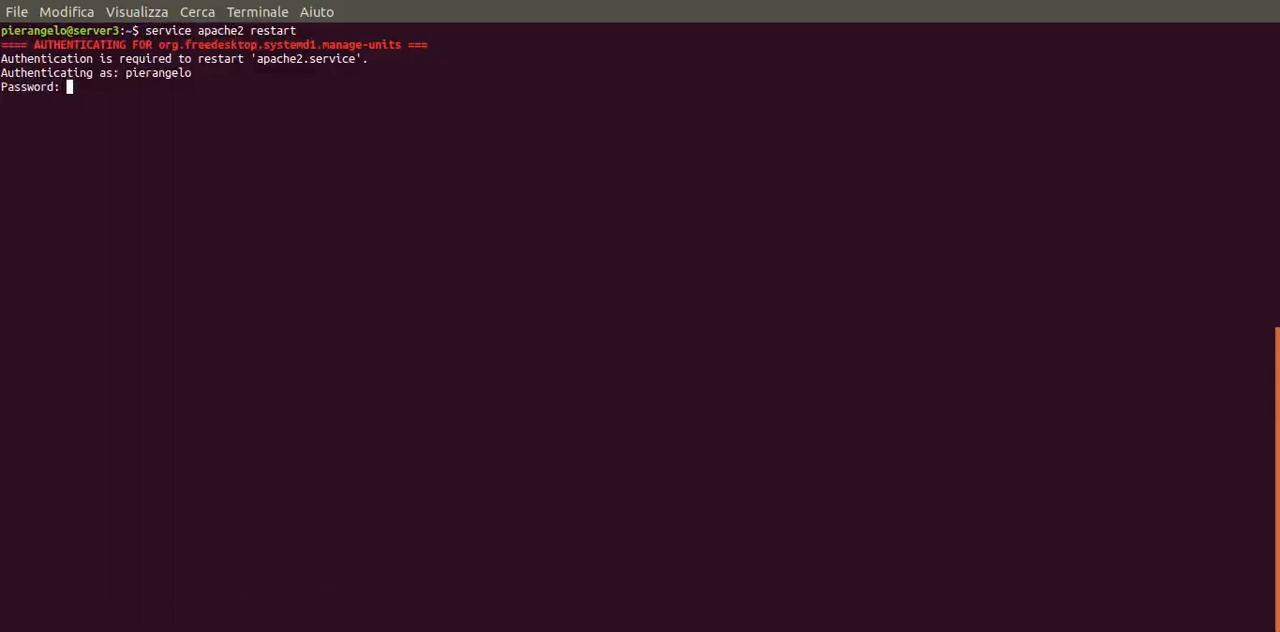 File Modifica Visualizza Cerca Terminale Aiuto
pierangelo@server3:~$ service apache2 restart
==== AUTHENTICATING FOR org.freedesktop.systemd1.manage-units ===
Authentication is required to restart 'apache2.service'.
Authenticating as: pierangelo
Password: